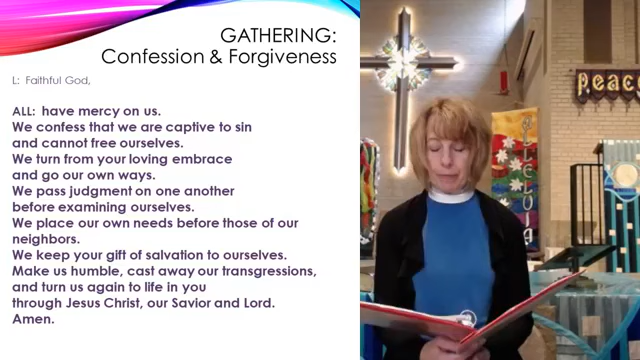 GATHERING:
Confession & Forgiveness
L: Faithful God,
ALL: have mercy on us.
We confess that we are captive to sin
and cannot free ourselves.
We turn from your loving embrace
and go our own ways.
We pass judgment on one another
before examining ourselves.
We place our own needs before those of our
neighbors.
We keep your gift of salvation to ourselves.
Make us humble, cast away our transgressions,
and turn us again to life in you
through Jesus Christ, our Savior and Lord.
Amen.
Peace
ALLELUIA